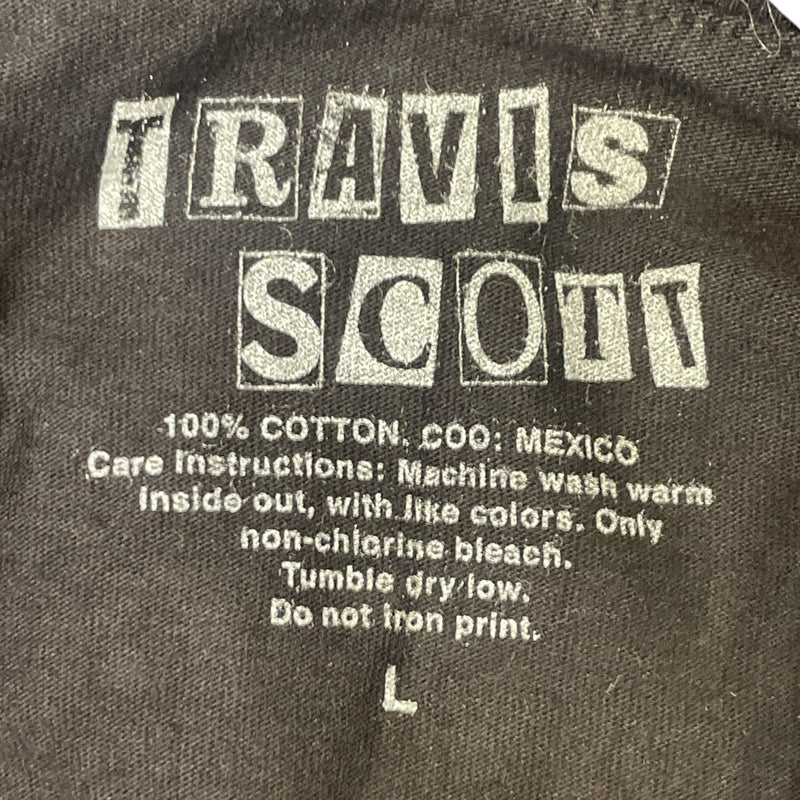 TRAVIS
SCOTT
100% COTTON. COO: MEXICO
Care Instructions: Machine wash warm
inside out, with like colors. Only
non-chlorine bleach.
Tumble dry low.
Do not iron print.
L